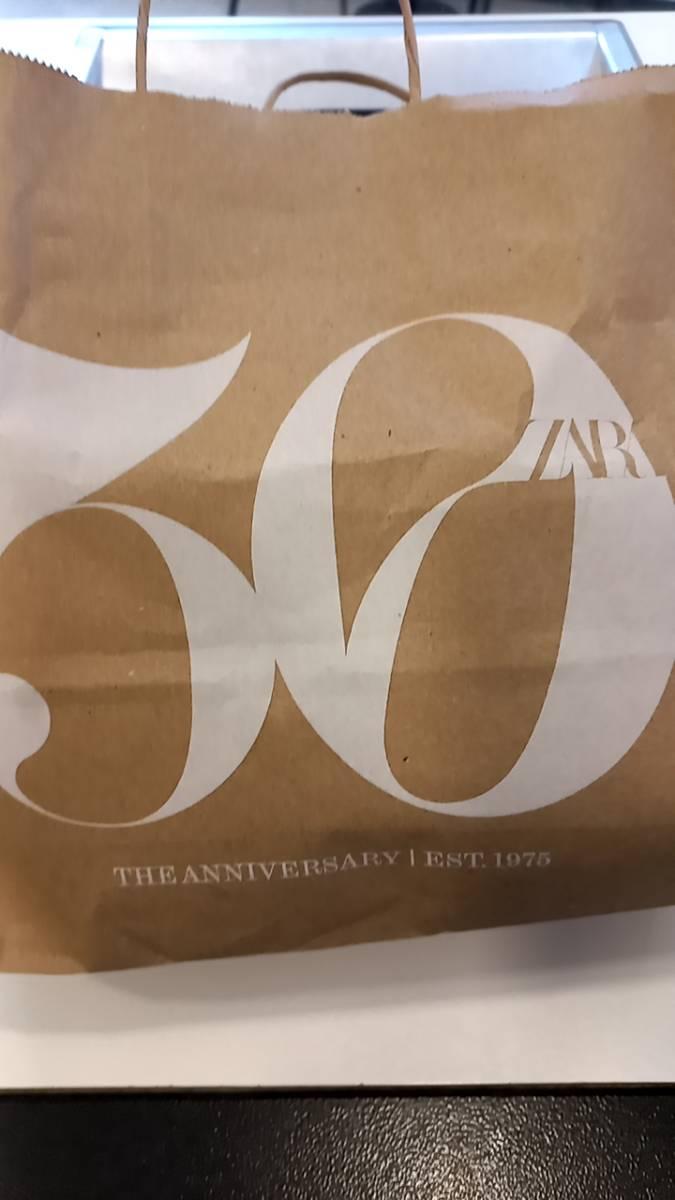 50
ZARA
THE ANNIVERSARY | EST. 1975